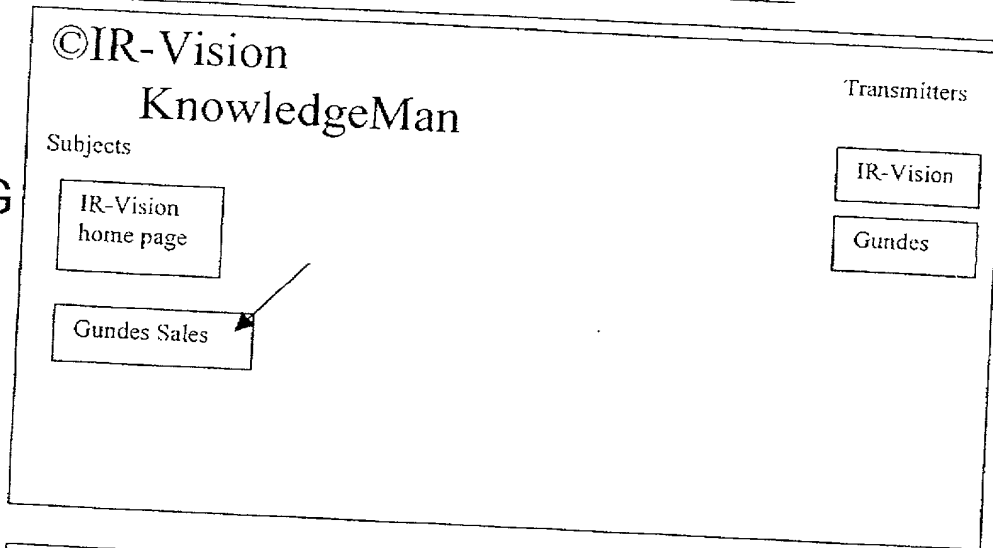 ©IR-Vision
KnowledgeMan
Transmitters
Subjects
IR-Vision
home page
IR-Vision
Gundes
Gundes Sales
G